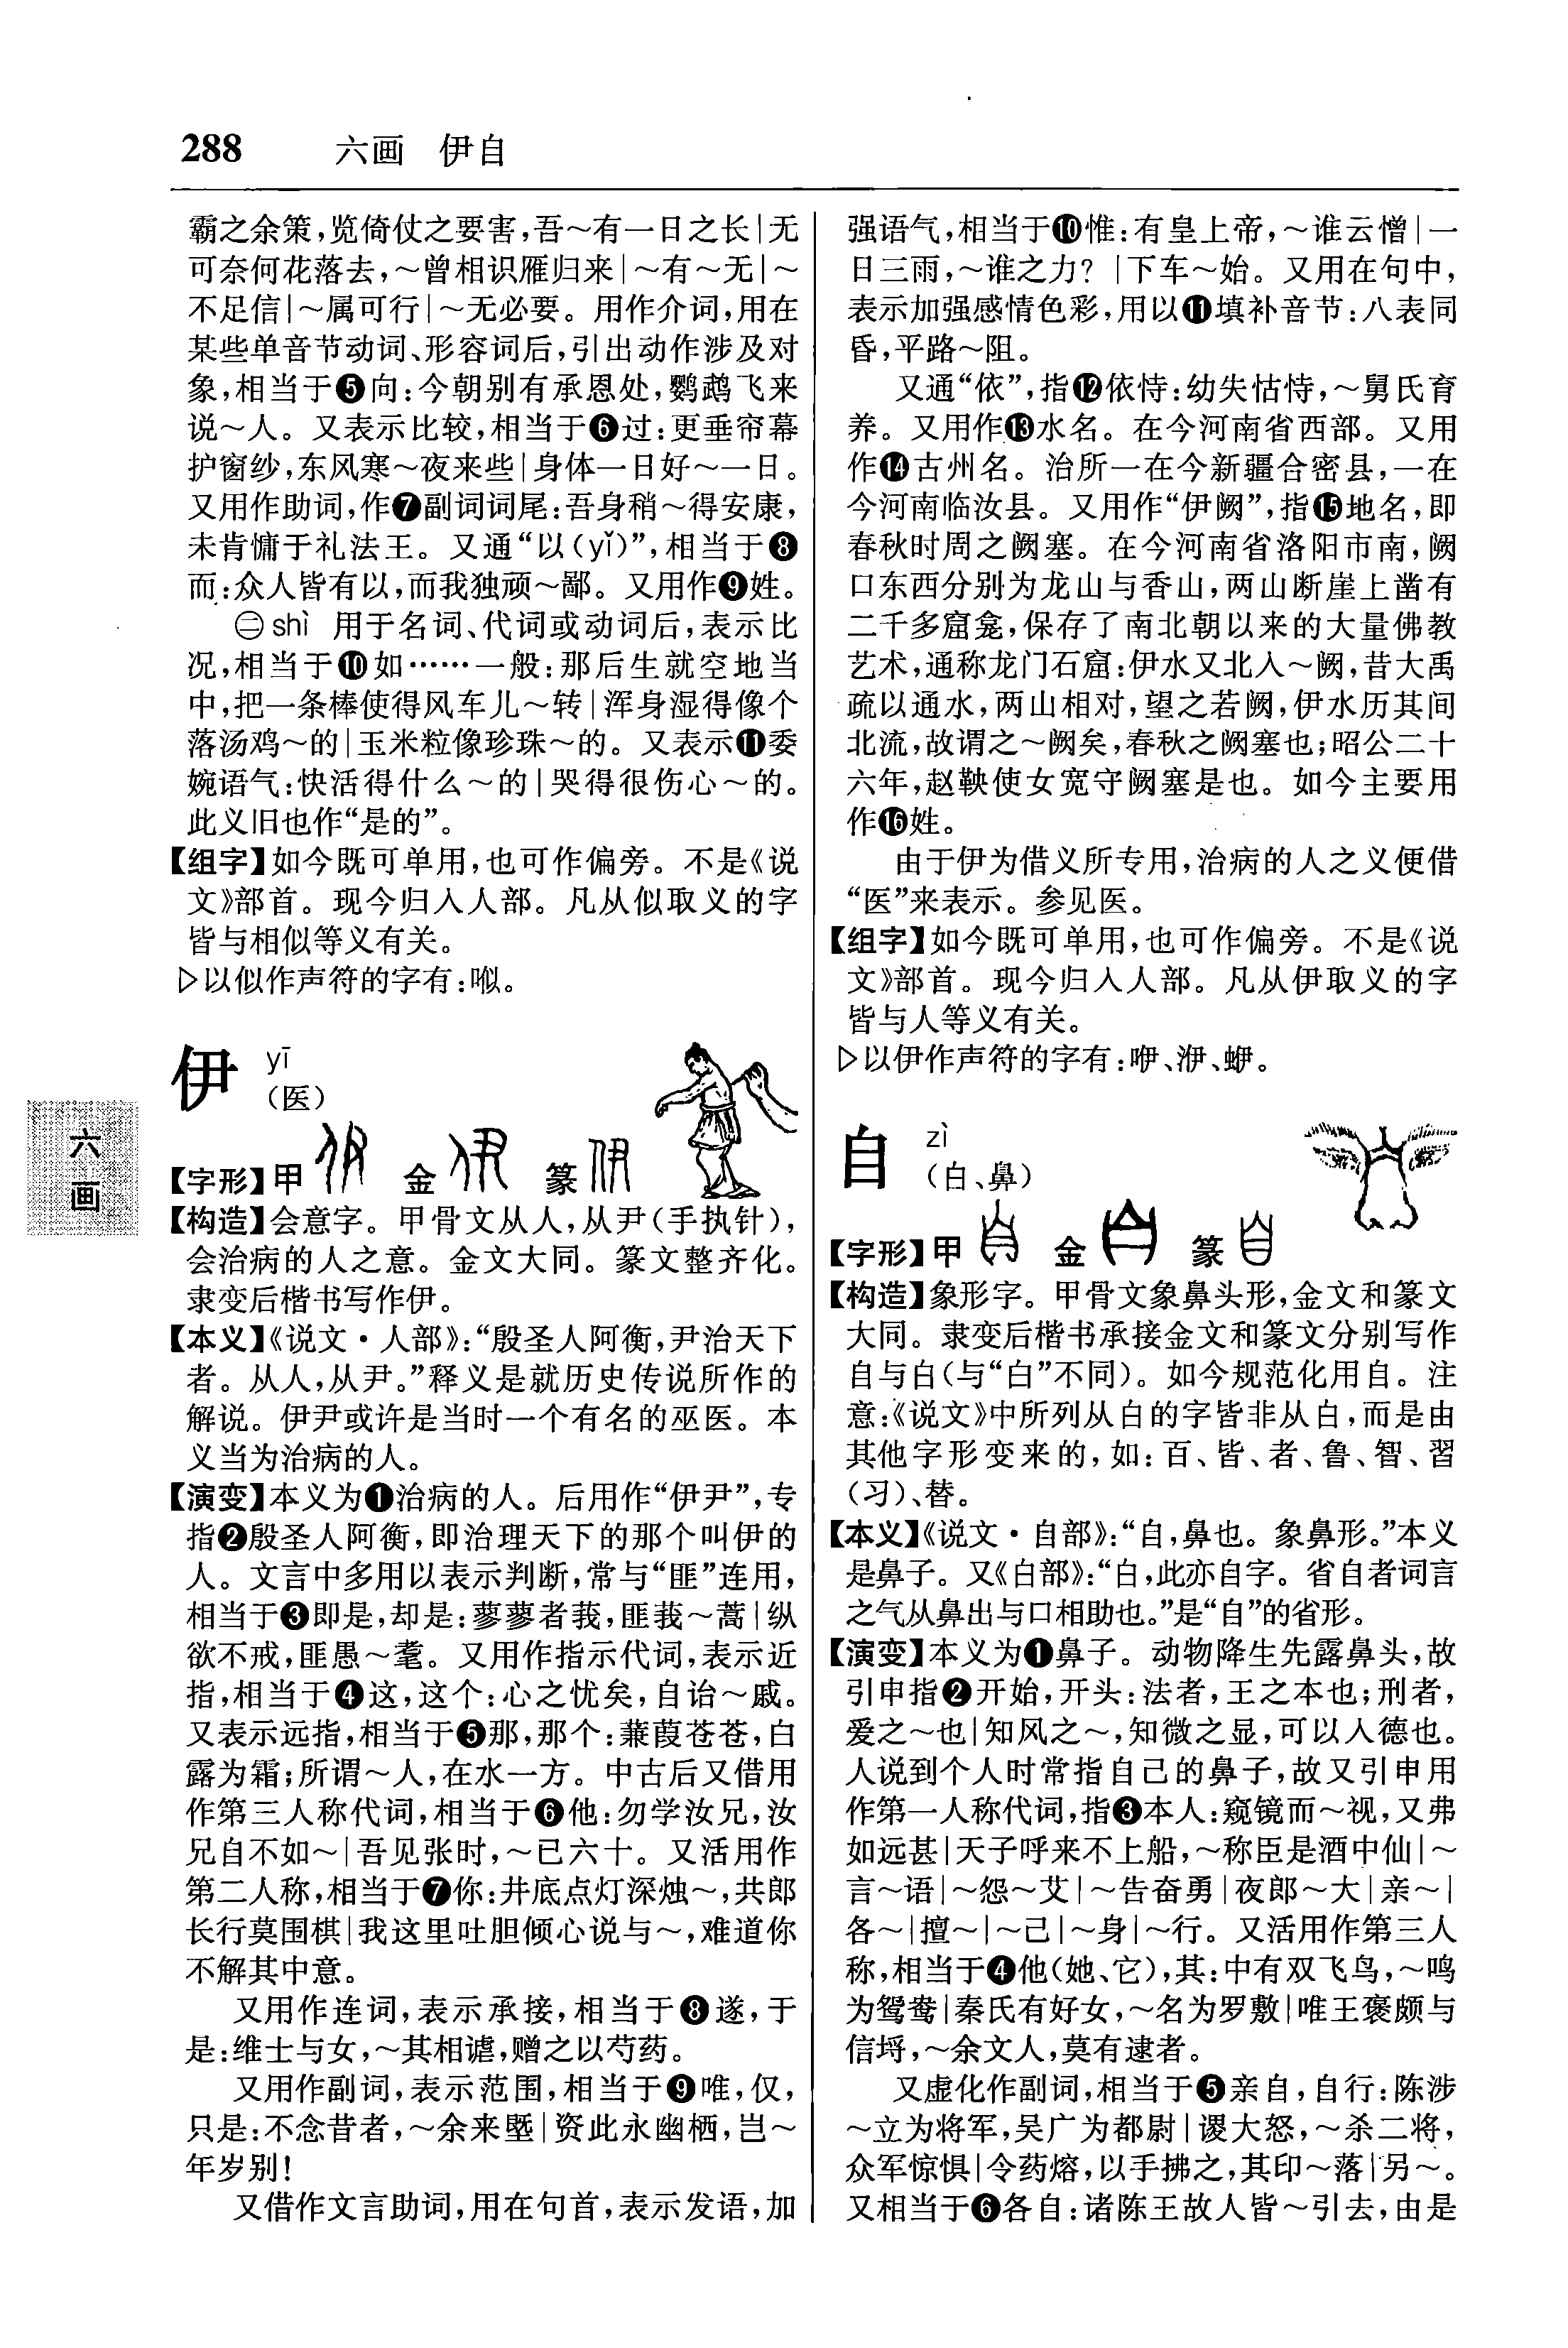 288 六画 伊自
霸之余策,览倚仗之要害,吾～有一日之长|无
可奈何花落去,～曾相识雁归来|～有～无|～
不足信|～属可行|～无必要。用作介词,用在
某些单音节动词、形容词后,引出动作涉及对
象,相当于❺向:今朝别有承恩处,鹦鹉飞来
说～人。又表示比较,相当于❻过:更垂帘幕
护窗纱,东风寒～夜来些|身体一日好～一日。
又用作助词,作❼副词词尾:吾身稍～得安康,
未肯慵于礼法王。又通“以(yǐ)”,相当于❽
而:众人皆有以,而我独顽～鄙。又用作❾姓。
㊁shì 用于名词、代词或动词后,表示比
况,相当于❿如……一般:那后生就空地当
中,把一条棒使得风车儿～转|浑身湿得像个
落汤鸡～的|玉米粒像珍珠～的。又表示⓫委
婉语气:快活得什么～的|哭得很伤心～的。
此义旧也作“是的”。
【组字】如今既可单用,也可作偏旁。不是《说
文》部首。现今归入人部。凡从似取义的字
皆与相似等义有关。
▷以似作声符的字有:㖒。
伊 yī
(医)
【字形】甲 金 篆
【构造】会意字。甲骨文从人,从尹(手执针),
会治病的人之意。金文大同。篆文整齐化。
隶变后楷书写作伊。
【本义】《说文·人部》:“殷圣人阿衡,尹治天下
者。从人,从尹。”释义是就历史传说所作的
解说。伊尹或许是当时一个有名的巫医。本
义当为治病的人。
【演变】本义为❶治病的人。后用作“伊尹”,专
指❷殷圣人阿衡,即治理天下的那个叫伊的
人。文言中多用以表示判断,常与“匪”连用,
相当于❸即是,却是:蓼蓼者莪,匪莪～蒿|纵
欲不戒,匪愚～耄。又用作指示代词,表示近
指,相当于❹这,这个:心之忧矣,自诒～戚。
又表示远指,相当于❺那,那个:蒹葭苍苍,白
露为霜;所谓～人,在水一方。中古后又借用
作第三人称代词,相当于❻他:勿学汝兄,汝
兄自不如～|吾见张时,～已六十。又活用作
第二人称,相当于❼你:井底点灯深烛～,共郎
长行莫围棋|我这里吐胆倾心说与～,难道你
不解其中意。
又用作连词,表示承接,相当于❽遂,于
是:维士与女,～其相谑,赠之以芍药。
又用作副词,表示范围,相当于❾唯,仅,
只是:不念昔者,～余来塈|资此永幽栖,岂～
年岁别!
又借作文言助词,用在句首,表示发语,加
强语气,相当于❿惟:有皇上帝,～谁云憎|一
日三雨,～谁之力?|下车～始。又用在句中,
表示加强感情色彩,用以⓫填补音节:八表同
昏,平路～阻。
又通“依”,指⓬依恃:幼失怙恃,～舅氏育
养。又用作⓭水名。在今河南省西部。又用
作⓮古州名。治所一在今新疆合密县,一在
今河南临汝县。又用作“伊阙”,指⓯地名,即
春秋时周之阙塞。在今河南省洛阳市南,阙
口东西分别为龙山与香山,两山断崖上凿有
二千多窟龛,保存了南北朝以来的大量佛教
艺术,通称龙门石窟:伊水又北入～阙,昔大禹
疏以通水,两山相对,望之若阙,伊水历其间
北流,故谓之～阙矣,春秋之阙塞也;昭公二十
六年,赵鞅使女宽守阙塞是也。如今主要用
作⓰姓。
由于伊为借义所专用,治病的人之义便借
“医”来表示。参见医。
【组字】如今既可单用,也可作偏旁。不是《说
文》部首。现今归入人部。凡从伊取义的字
皆与人等义有关。
▷以伊作声符的字有:咿、洢、蛜。
自 zì
(白、鼻)
【字形】甲 金 篆
【构造】象形字。甲骨文象鼻头形,金文和篆文
大同。隶变后楷书承接金文和篆文分别写作
自与白(与“白”不同)。如今规范化用自。注
意:《说文》中所列从白的字皆非从白,而是由
其他字形变来的,如:百、皆、者、鲁、智、習
(习)、替。
【本义】《说文·自部》:“自,鼻也。象鼻形。”本义
是鼻子。又《白部》:“白,此亦自字。省自者词言
之气从鼻出与口相助也。”是“自”的省形。
【演变】本义为❶鼻子。动物降生先露鼻头,故
引申指❷开始,开头:法者,王之本也;刑者,
爱之～也|知风之～,知微之显,可以入德也。
人说到个人时常指自己的鼻子,故又引申用
作第一人称代词,指❸本人:窥镜而～视,又弗
如远甚|天子呼来不上船,～称臣是酒中仙|～
言～语|～怨～艾|～告奋勇|夜郎～大|亲～|
各～|擅～|～己|～身|～行。又活用作第三人
称,相当于❹他(她、它),其:中有双飞鸟,～鸣
为鸳鸯|秦氏有好女,～名为罗敷|唯王褒颇与
信埒,～余文人,莫有逮者。
又虚化作副词,相当于❺亲自,自行:陈涉
～立为将军,吴广为都尉|谡大怒,～杀二将,
众军惊惧|令药熔,以手拂之,其印～落|另～。
又相当于❻各自:诸陈王故人皆～引去,由是
六
画